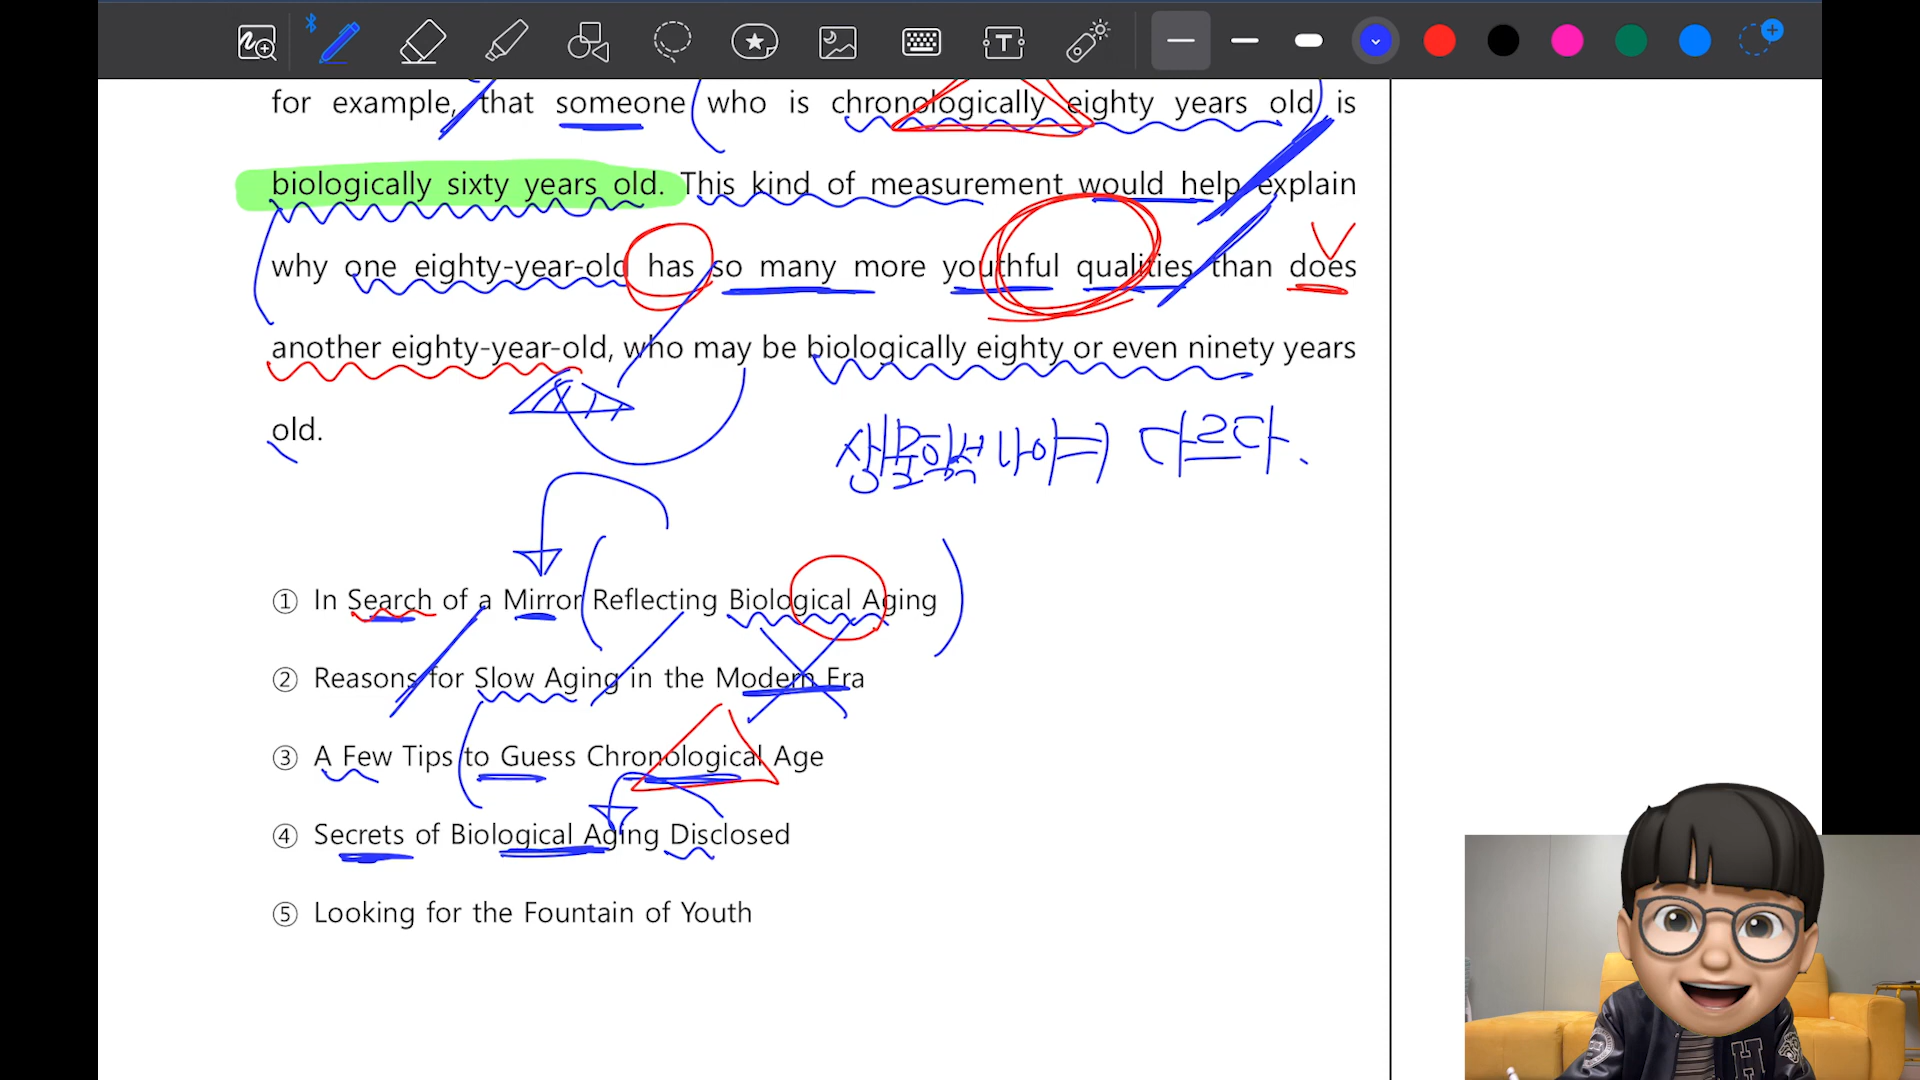 for example, that someone who is chronologically eighty years old is
biologically sixty years old. This kind of measurement would help explain
why one eighty-year-old has so many more youthful qualities than does
another eighty-year-old, who may be biologically eighty or even ninety years
old.
생물학적 나이 ⇒ 다르다.
① In Search of a Mirror Reflecting Biological Aging
② Reasons for Slow Aging in the Modern Era
③ A Few Tips to Guess Chronological Age
④ Secrets of Biological Aging Disclosed
⑤ Looking for the Fountain of Youth
H